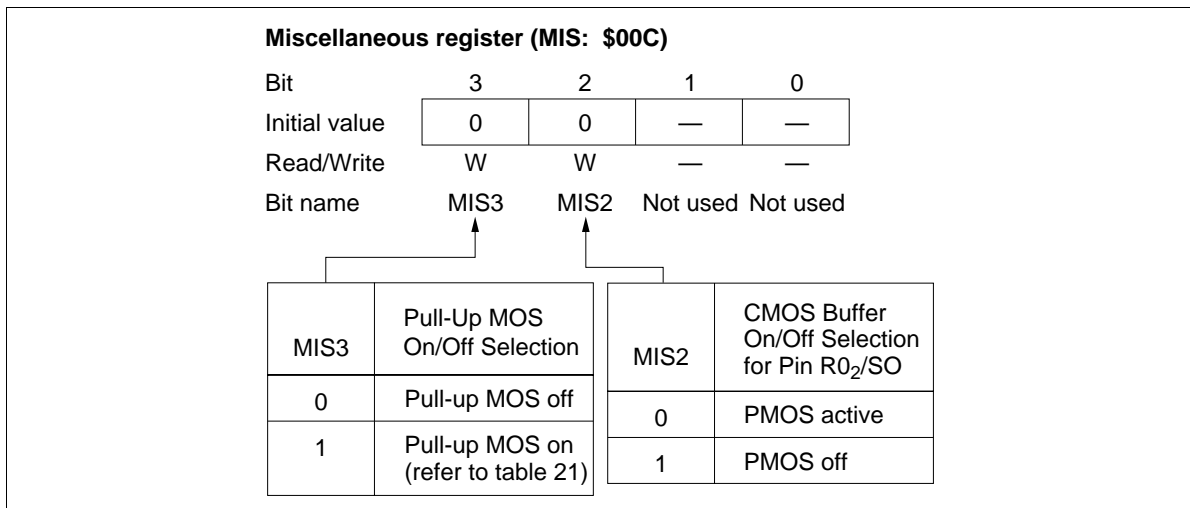 Miscellaneous register (MIS: $00C)
Bit 3 2 1 0
Initial value 0 0 — —
Read/Write W W — —
Bit name MIS3 MIS2 Not used Not used
MIS3
Pull-Up MOS
On/Off Selection
0 Pull-up MOS off
1 Pull-up MOS on
(refer to table 21)
MIS2
CMOS Buffer
On/Off Selection
for Pin R0₂/SO
0 PMOS active
1 PMOS off